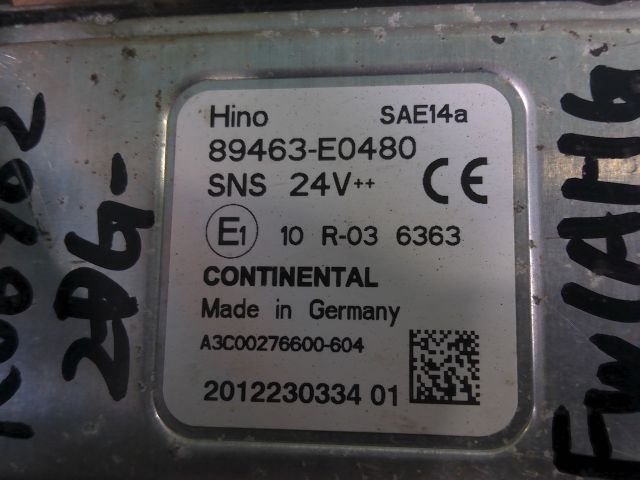 Hino SAE14a
89463-E0480
SNS 24V++ CE
E1 10 R-03 6363
CONTINENTAL
Made in Germany
A3C00276600-604
2012230334 01
FW1AH16